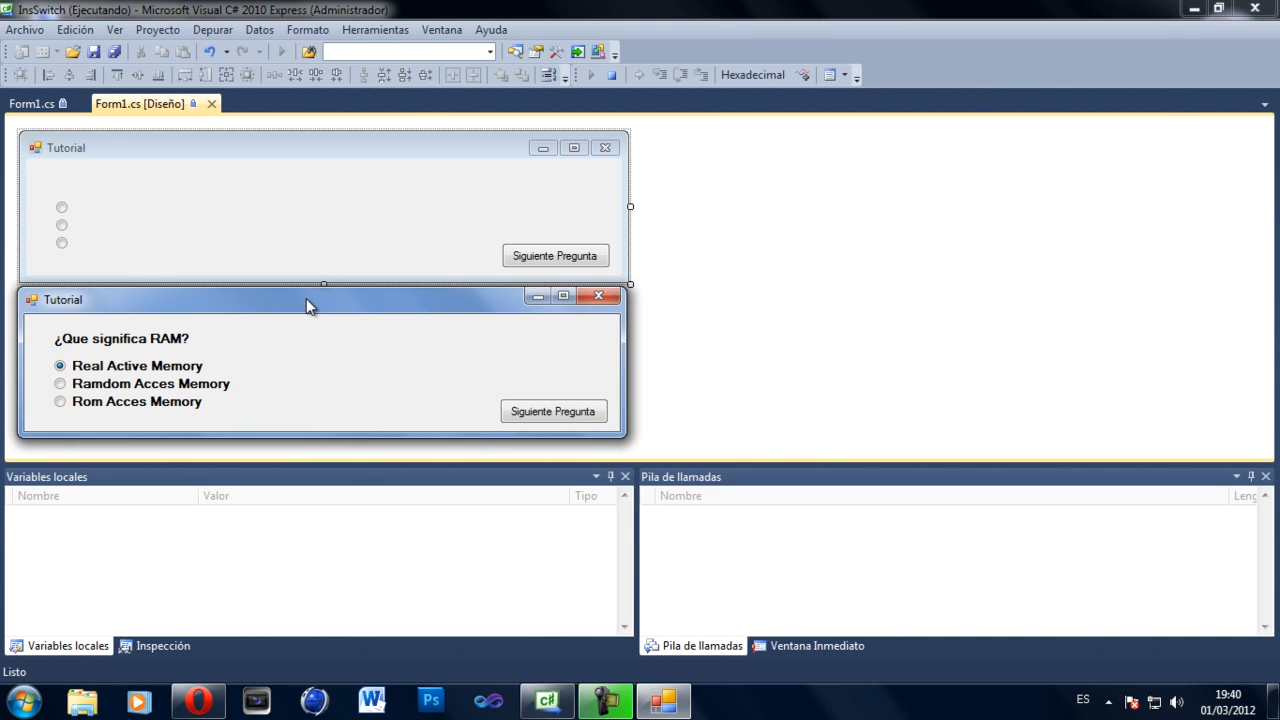 InsSwitch (Ejecutando) - Microsoft Visual C# 2010 Express (Administrador)
Archivo Edición Ver Proyecto Depurar Datos Formato Herramientas Ventana Ayuda
Hexadecimal
Form1.cs Form1.cs [Diseño]
Tutorial
Siguiente Pregunta
Tutorial
¿Que significa RAM?
Real Active Memory
Ramdom Acces Memory
Rom Acces Memory
Siguiente Pregunta
Variables locales
Nombre Valor Tipo
Pila de llamadas
Nombre Leng
Variables locales Inspección
Pila de llamadas Ventana Inmediato
Listo
W Ps C#
ES 19:40
01/03/2012